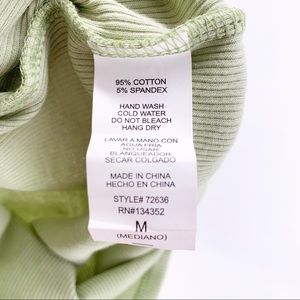 95% COTTON
5% SPANDEX
HAND WASH
COLD WATER
DO NOT BLEACH
HANG DRY
LAVAR A MANO CON
AGUA FRIA
NO USAR
BLANQUEADOR
SECAR COLGADO
MADE IN CHINA
HECHO EN CHINA
STYLE# 72636
RN#134352
M
(MEDIANO)